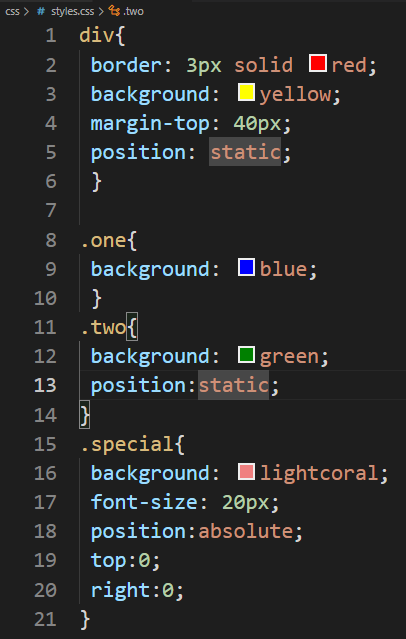 css > # styles.css > .two
1 div{
2 border: 3px solid red;
3 background: yellow;
4 margin-top: 40px;
5 position: static;
6 }
7
8 .one{
9 background: blue;
10 }
11 .two{
12 background: green;
13 position:static;
14 }
15 .special{
16 background: lightcoral;
17 font-size: 20px;
18 position:absolute;
19 top:0;
20 right:0;
21 }